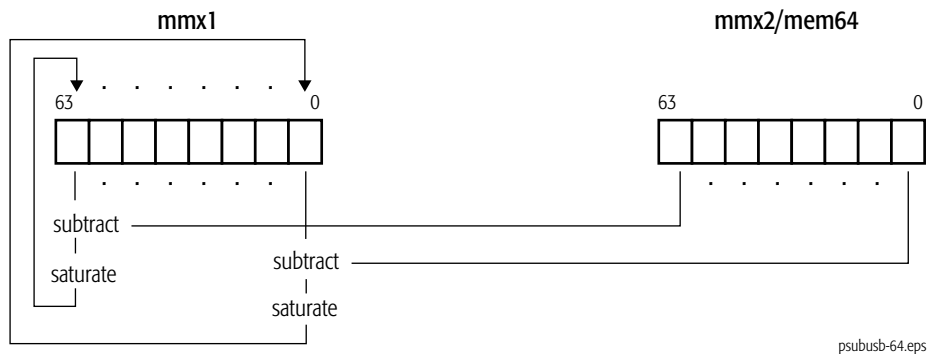 mmx1 mmx2/mem64
. . . . . .
63 0 63 0
. . . . . . . . . . . .
subtract
saturate
subtract
saturate
psubusb-64.eps